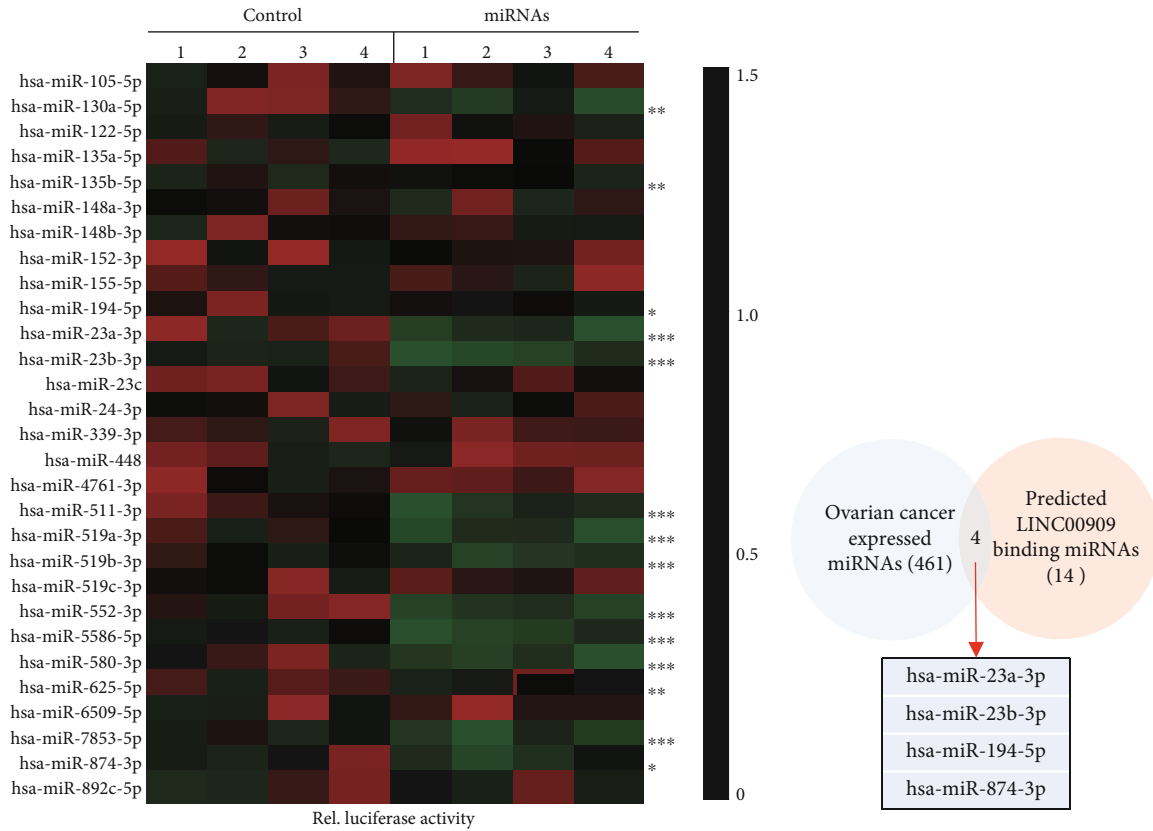 Control miRNAs
1 2 3 4 1 2 3 4
hsa-miR-105-5p
hsa-miR-130a-5p **
hsa-miR-122-5p
hsa-miR-135a-5p
hsa-miR-135b-5p **
hsa-miR-148a-3p
hsa-miR-148b-3p
hsa-miR-152-3p
hsa-miR-155-5p
hsa-miR-194-5p *
hsa-miR-23a-3p ***
hsa-miR-23b-3p ***
hsa-miR-23c
hsa-miR-24-3p
hsa-miR-339-3p
hsa-miR-448
hsa-miR-4761-3p
hsa-miR-511-3p ***
hsa-miR-519a-3p ***
hsa-miR-519b-3p ***
hsa-miR-519c-3p
hsa-miR-552-3p ***
hsa-miR-5586-5p ***
hsa-miR-580-3p ***
hsa-miR-625-5p **
hsa-miR-6509-5p
hsa-miR-7853-5p ***
hsa-miR-874-3p *
hsa-miR-892c-5p
Rel. luciferase activity
1.5
1.0
0.5
0
Ovarian cancer
expressed
miRNAs (461)
4
Predicted
LINC00909
binding miRNAs
(14 )
hsa-miR-23a-3p
hsa-miR-23b-3p
hsa-miR-194-5p
hsa-miR-874-3p